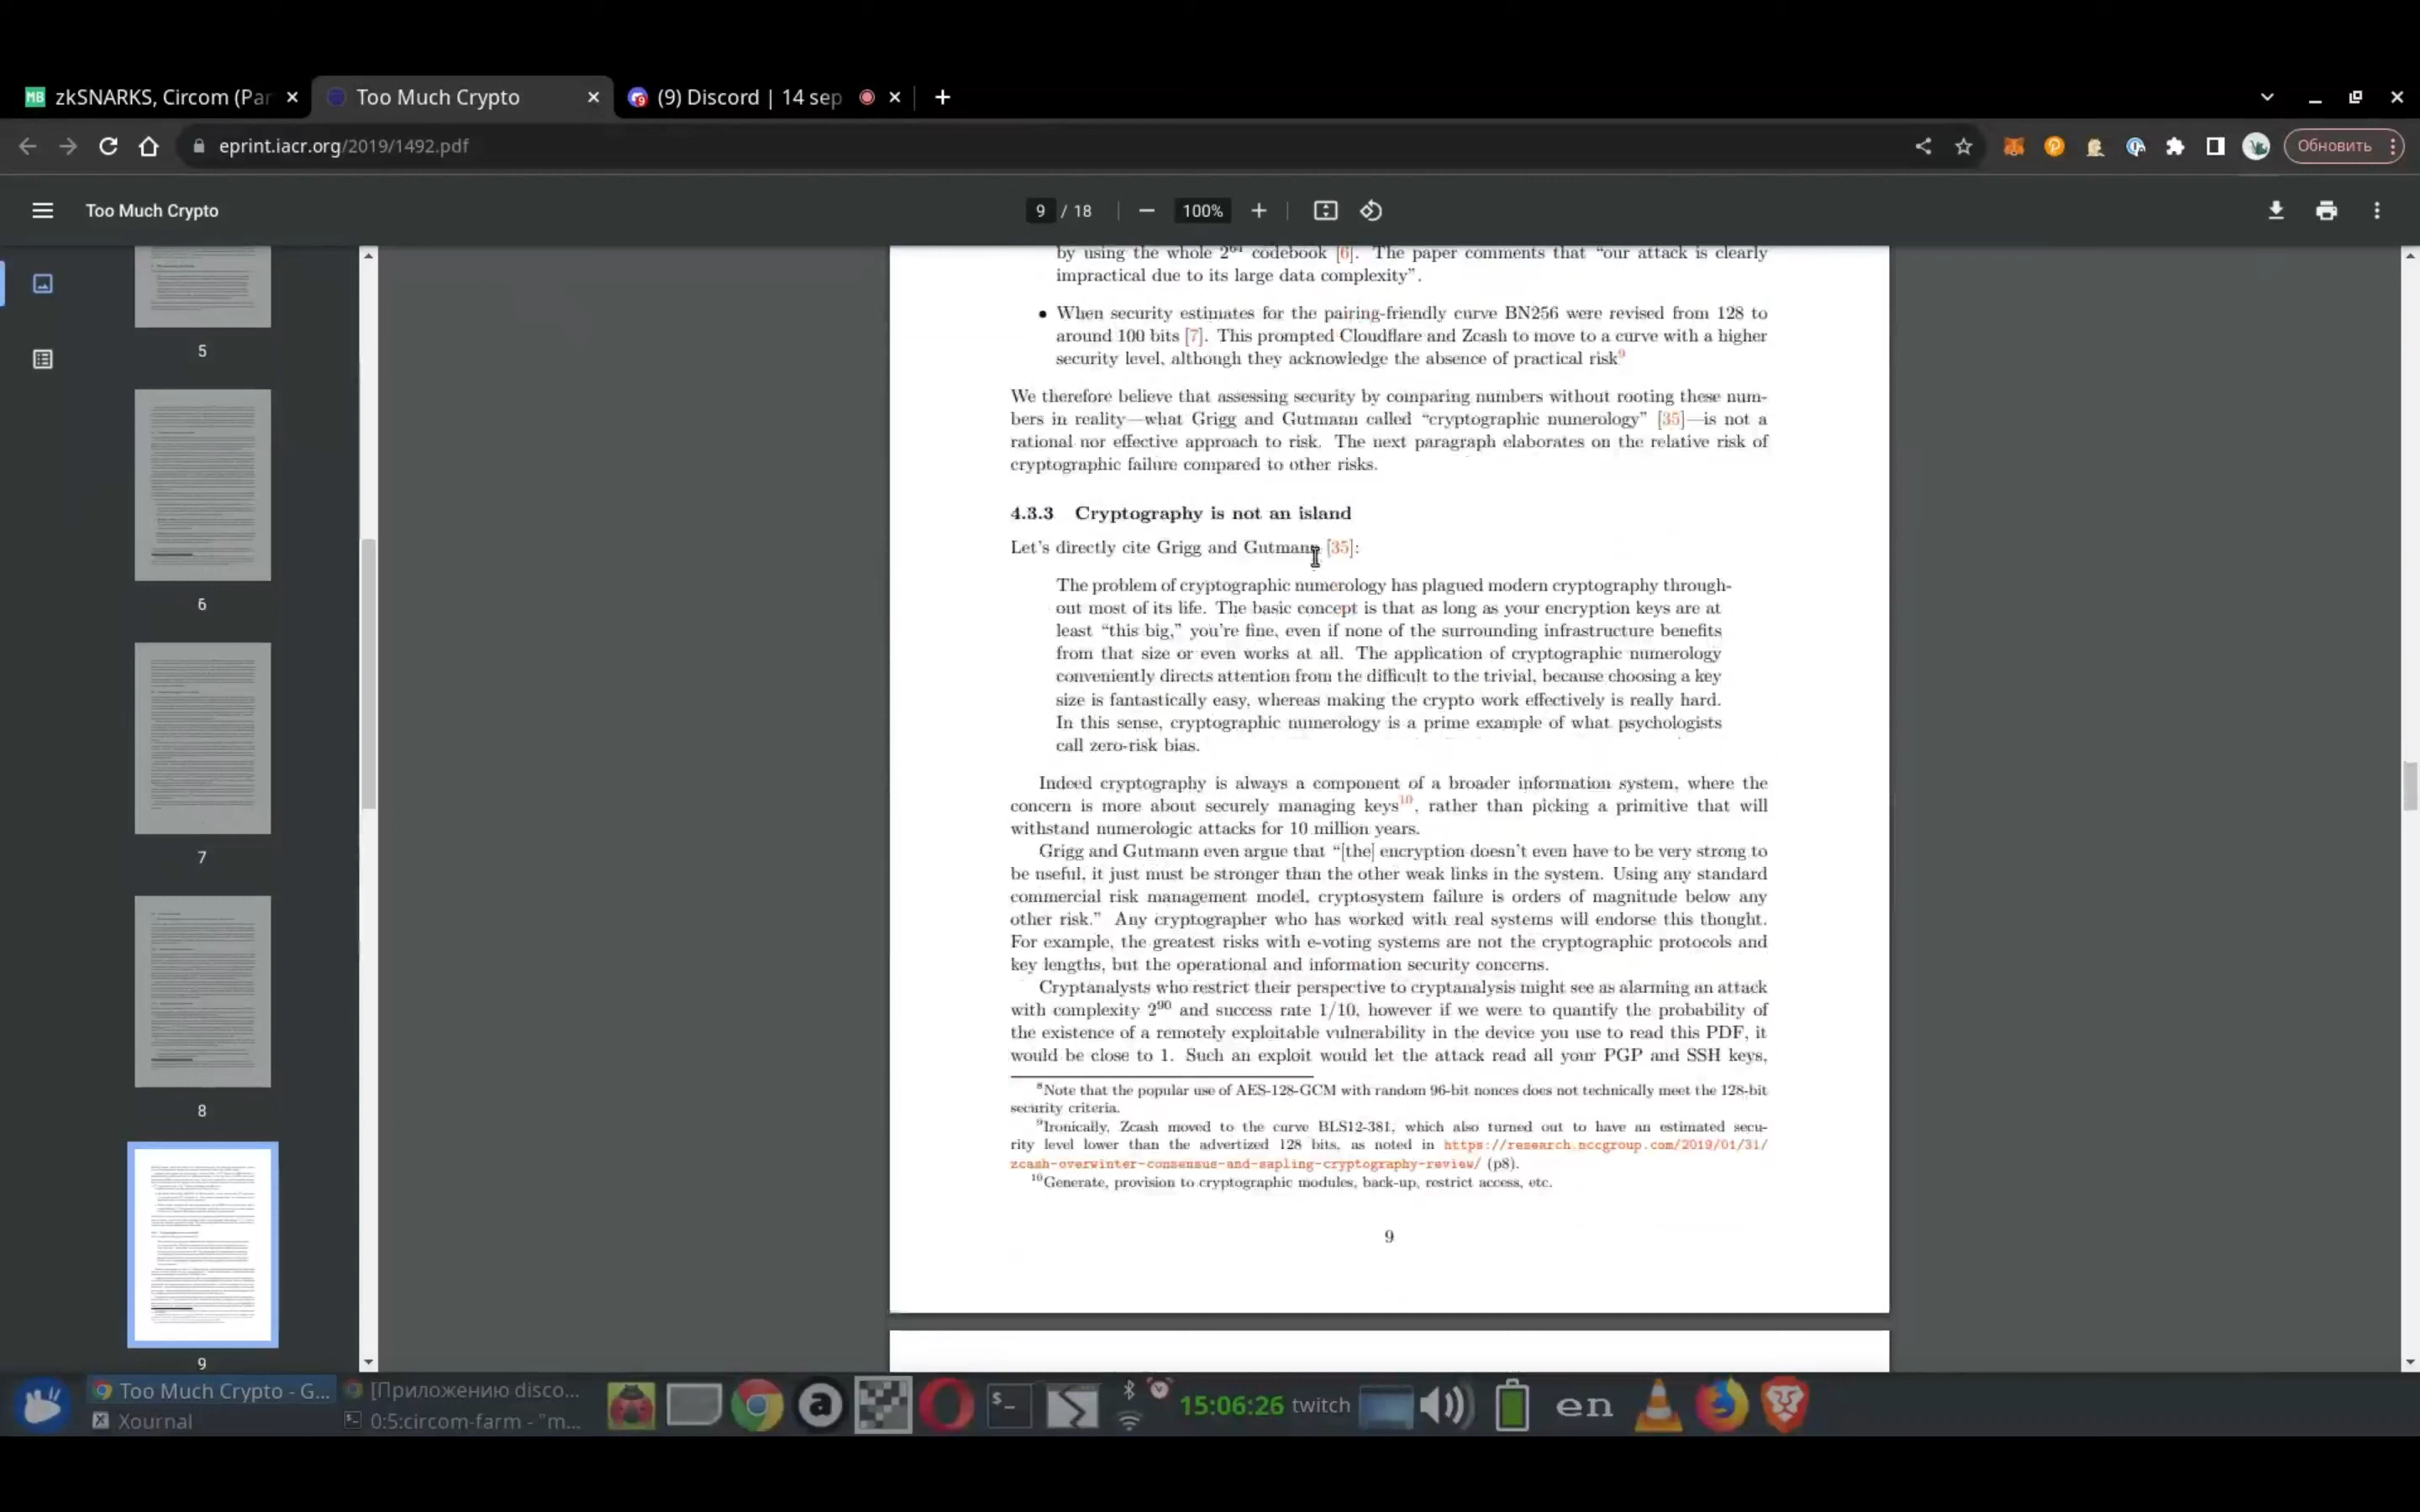 zkSNARKS, Circom (Par
Too Much Crypto
(9) Discord | 14 sep
eprint.iacr.org/2019/1492.pdf
Обновить
Too Much Crypto
9 / 18
100%
5
6
7
8
9
by using the whole 2⁶⁴ codebook [6]. The paper comments that “our attack is clearly
impractical due to its large data complexity”.
• When security estimates for the pairing-friendly curve BN256 were revised from 128 to
around 100 bits [7]. This prompted Cloudflare and Zcash to move to a curve with a higher
security level, although they acknowledge the absence of practical risk⁹
We therefore believe that assessing security by comparing numbers without rooting these num-
bers in reality—what Grigg and Gutmann called “cryptographic numerology” [35]—is not a
rational nor effective approach to risk. The next paragraph elaborates on the relative risk of
cryptographic failure compared to other risks.
4.3.3 Cryptography is not an island
Let's directly cite Grigg and Gutmann [35]:
The problem of cryptographic numerology has plagued modern cryptography through-
out most of its life. The basic concept is that as long as your encryption keys are at
least “this big,” you're fine, even if none of the surrounding infrastructure benefits
from that size or even works at all. The application of cryptographic numerology
conveniently directs attention from the difficult to the trivial, because choosing a key
size is fantastically easy, whereas making the crypto work effectively is really hard.
In this sense, cryptographic numerology is a prime example of what psychologists
call zero-risk bias.
Indeed cryptography is always a component of a broader information system, where the
concern is more about securely managing keys¹⁰, rather than picking a primitive that will
withstand numerologic attacks for 10 million years.
Grigg and Gutmann even argue that “[the] encryption doesn't even have to be very strong to
be useful, it just must be stronger than the other weak links in the system. Using any standard
commercial risk management model, cryptosystem failure is orders of magnitude below any
other risk.” Any cryptographer who has worked with real systems will endorse this thought.
For example, the greatest risks with e-voting systems are not the cryptographic protocols and
key lengths, but the operational and information security concerns.
Cryptanalysts who restrict their perspective to cryptanalysis might see as alarming an attack
with complexity 2⁹⁰ and success rate 1/10, however if we were to quantify the probability of
the existence of a remotely exploitable vulnerability in the device you use to read this PDF, it
would be close to 1. Such an exploit would let the attack read all your PGP and SSH keys,
⁸Note that the popular use of AES-128-GCM with random 96-bit nonces does not technically meet the 128-bit
security criteria.
⁹Ironically, Zcash moved to the curve BLS12-381, which also turned out to have an estimated secu-
rity level lower than the advertized 128 bits, as noted in https://research.nccgroup.com/2019/01/31/
zcash-overwinter-consensus-and-sapling-cryptography-review/ (p8).
¹⁰Generate, provision to cryptographic modules, back-up, restrict access, etc.
9
Too Much Crypto - G...
[Приложению disco...
Xournal
0:5:circom-farm - "m...
15:06:26 twitch
en